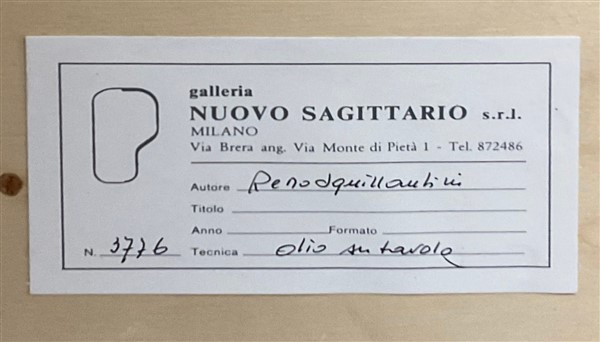 galleria
NUOVO SAGITTARIO s.r.l.
MILANO
Via Brera ang. Via Monte di Pietà 1 - Tel. 872486
Autore Renosquillantini
Titolo
Anno Formato
N. 3776 Tecnica olio su tavola